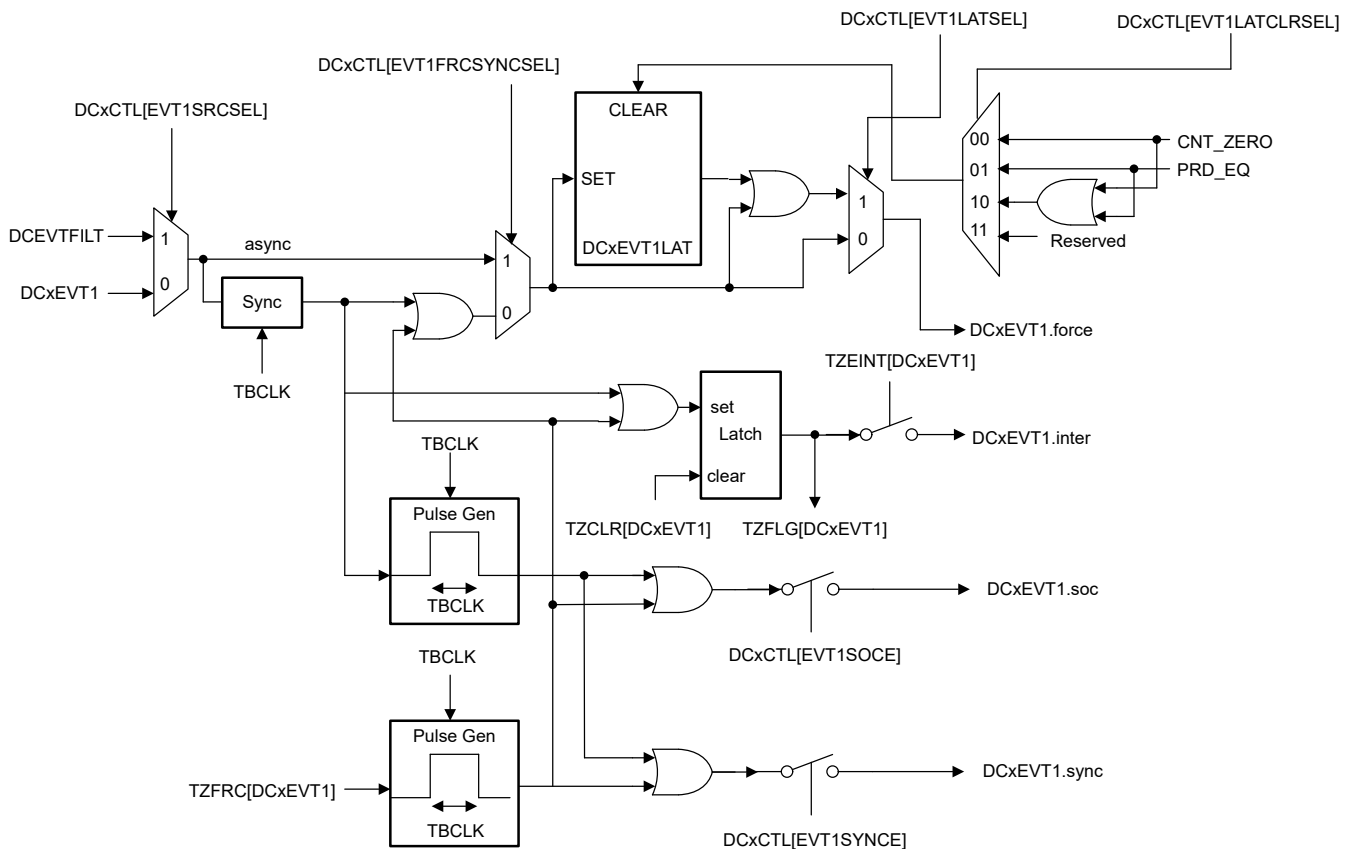 DCxCTL[EVT1LATSEL]
DCxCTL[EVT1LATCLRSEL]
DCxCTL[EVT1FRCSYNCSEL]
DCxCTL[EVT1SRCSEL]
CLEAR
SET
DCxEVT1LAT
00
01
10
11
CNT_ZERO
PRD_EQ
Reserved
1
0
DCEVTFILT
DCxEVT1
1
0
async
Sync
TBCLK
1
0
DCxEVT1.force
TZEINT[DCxEVT1]
set
Latch
clear
DCxEVT1.inter
TZCLR[DCxEVT1]
TZFLG[DCxEVT1]
TBCLK
Pulse Gen
TBCLK
DCxEVT1.soc
DCxCTL[EVT1SOCE]
TBCLK
Pulse Gen
TBCLK
TZFRC[DCxEVT1]
DCxEVT1.sync
DCxCTL[EVT1SYNCE]